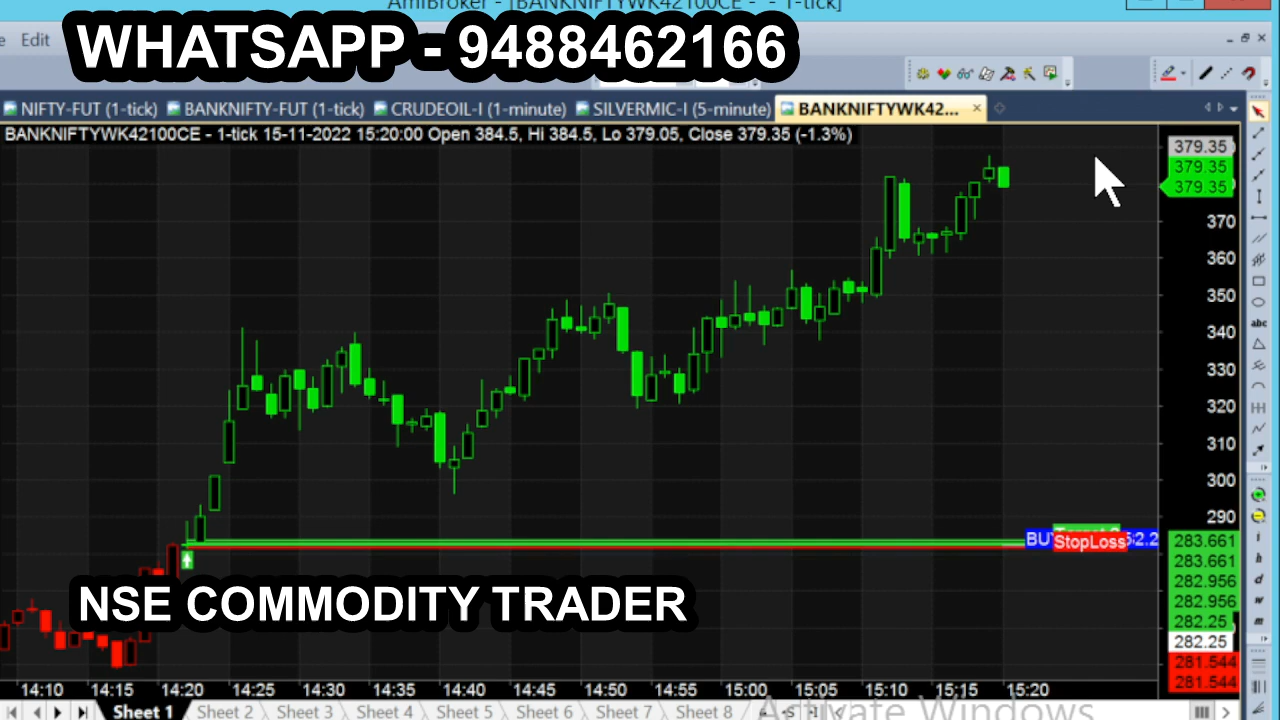 AmiBroker - [BANKNIFTYWK42100CE - - 1-tick]
Edit
WHATSAPP - 9488462166
NIFTY-FUT (1-tick) BANKNIFTY-FUT (1-tick) CRUDEOIL-I (1-minute) SILVERMIC-I (5-minute) BANKNIFTYWK42...
BANKNIFTYWK42100CE - 1-tick 15-11-2022 15:20:00 Open 384.5, Hi 384.5, Lo 379.05, Close 379.35 (-1.3%)
379.35
379.35
379.35
370
360
350
340
330
320
310
300
290
abc
BUY
StopLoss
283.661
283.661
282.956
282.956
282.25
282.25
281.544
281.544
NSE COMMODITY TRADER
14:10 14:15 14:20 14:25 14:30 14:35 14:40 14:45 14:50 14:55 15:00 15:05 15:10 15:15 15:20
Sheet 1 Sheet 2 Sheet 3 Sheet 4 Sheet 5 Sheet 6 Sheet 7 Sheet 8
Activate Windows